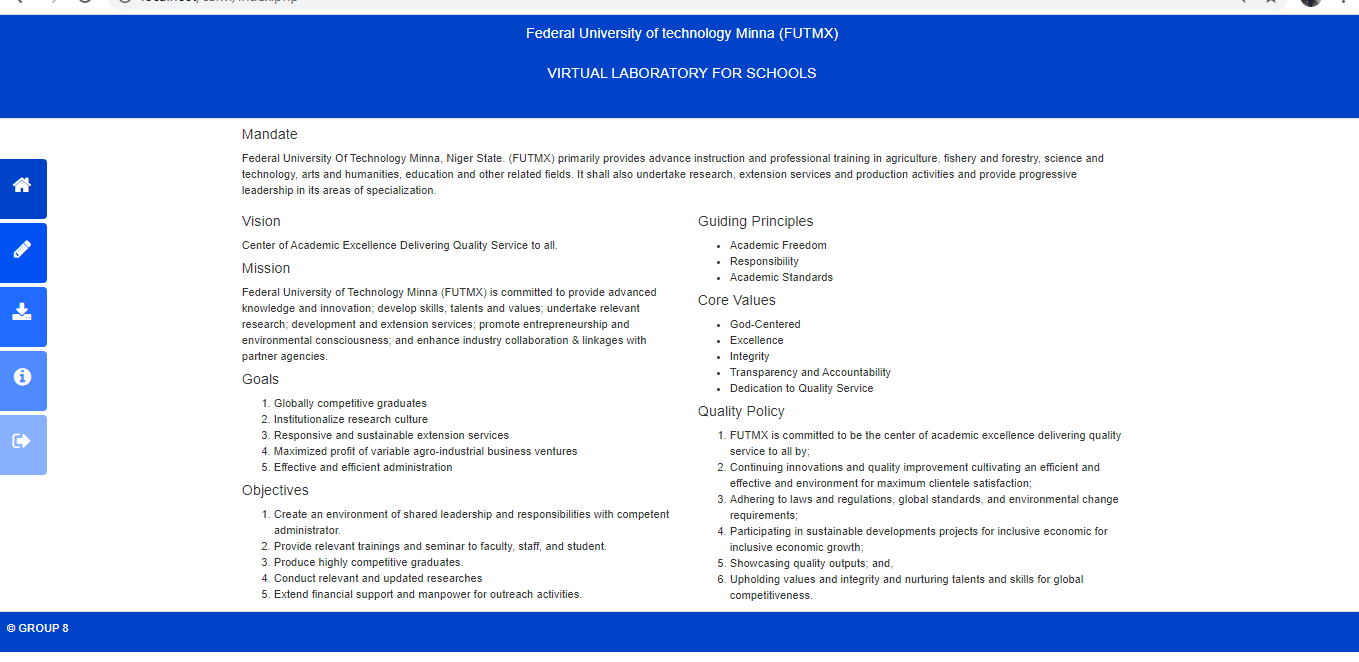 Federal University of technology Minna (FUTMX)
VIRTUAL LABORATORY FOR SCHOOLS
Mandate
Federal University Of Technology Minna, Niger State. (FUTMX) primarily provides advance instruction and professional training in agriculture, fishery and forestry, science and
technology, arts and humanities, education and other related fields. It shall also undertake research, extension services and production activities and provide progressive
leadership in its areas of specialization.
Vision
Center of Academic Excellence Delivering Quality Service to all.
Mission
Federal University of Technology Minna (FUTMX) is committed to provide advanced
knowledge and innovation; develop skills, talents and values; undertake relevant
research; development and extension services; promote entrepreneurship and
environmental consciousness; and enhance industry collaboration & linkages with
partner agencies.
Goals
1. Globally competitive graduates
2. Institutionalize research culture
3. Responsive and sustainable extension services
4. Maximized profit of variable agro-industrial business ventures
5. Effective and efficient administration
Objectives
1. Create an environment of shared leadership and responsibilities with competent
administrator.
2. Provide relevant trainings and seminar to faculty, staff, and student.
3. Produce highly competitive graduates.
4. Conduct relevant and updated researches
5. Extend financial support and manpower for outreach activities.
Guiding Principles
• Academic Freedom
• Responsibility
• Academic Standards
Core Values
• God-Centered
• Excellence
• Integrity
• Transparency and Accountability
• Dedication to Quality Service
Quality Policy
1. FUTMX is committed to be the center of academic excellence delivering quality
service to all by;
2. Continuing innovations and quality improvement cultivating an efficient and
effective and environment for maximum clientele satisfaction;
3. Adhering to laws and regulations, global standards, and environmental change
requirements;
4. Participating in sustainable developments projects for inclusive economic for
inclusive economic growth;
5. Showcasing quality outputs; and,
6. Upholding values and integrity and nurturing talents and skills for global
competitiveness.
© GROUP 8